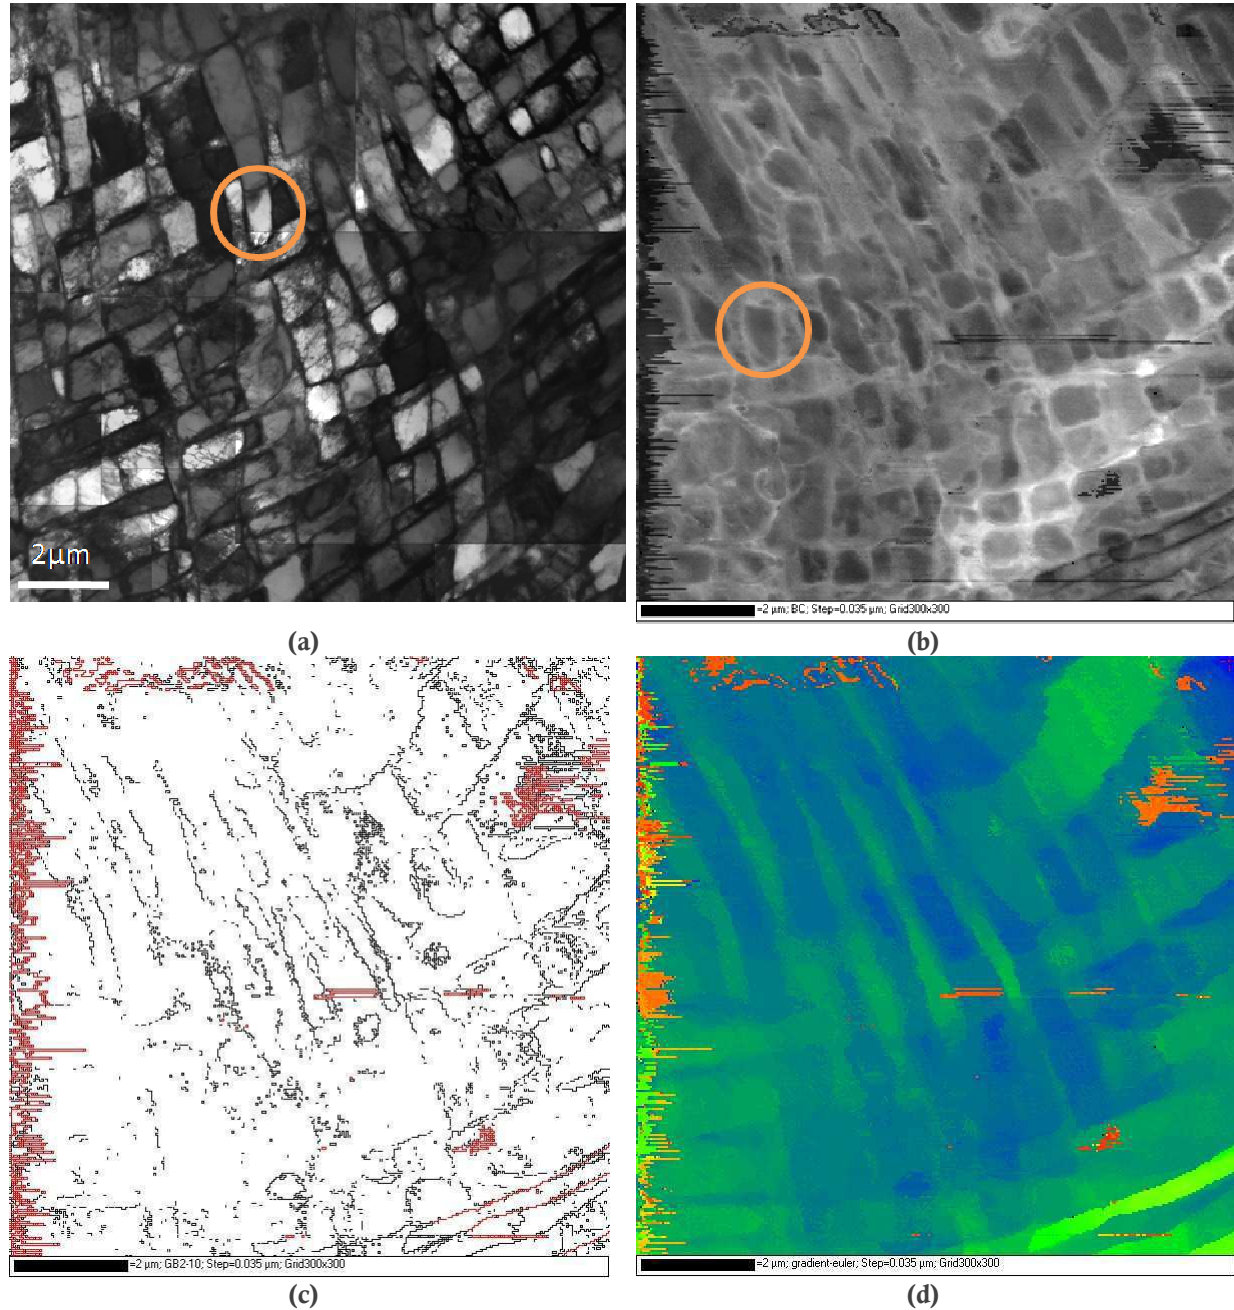 2μm
=2 μm; BC; Step=0.035 μm; Grid300x300
(a)
(b)
=2 μm; GB2-10; Step=0.035 μm; Grid300x300
=2 μm; gradient-euler; Step=0.035 μm; Grid300x300
(c)
(d)